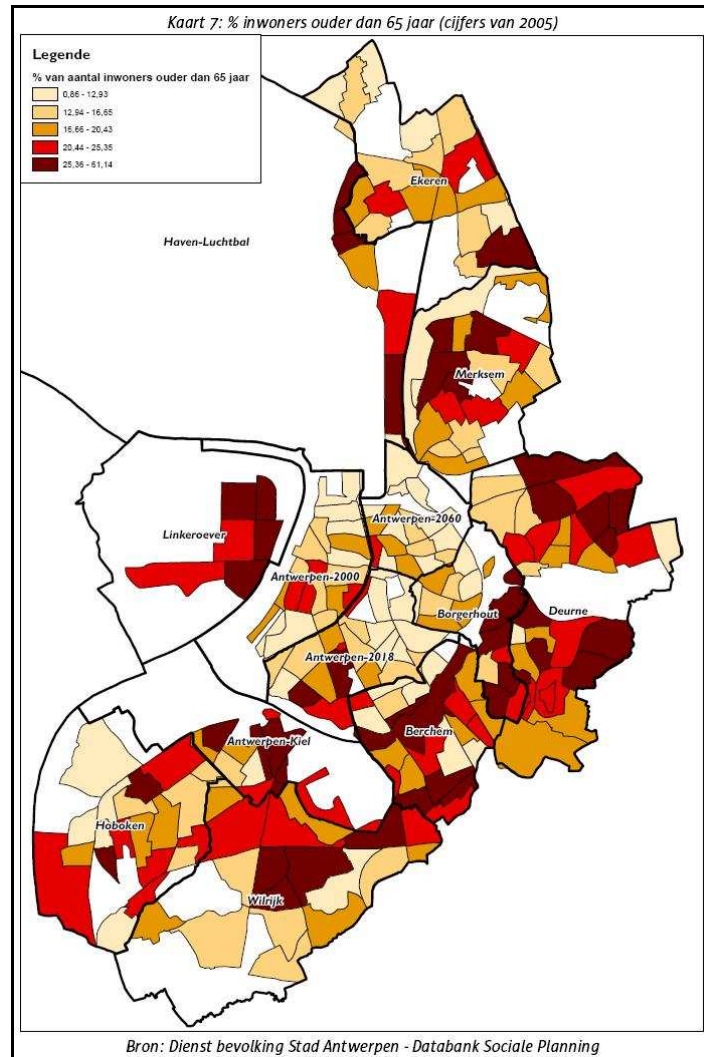 Kaart 7: % inwoners ouder dan 65 jaar (cijfers van 2005)
Legende
% van aantal inwoners ouder dan 65 jaar
0,86 - 12,93
12,94 - 16,65
16,66 - 20,43
20,44 - 25,35
25,36 - 61,14
Ekeren
Haven-Luchtbal
Merksem
Antwerpen-2060
Linkeroever
Antwerpen-2000
Borgerhout
Deurne
Antwerpen-2018
Berchem
Antwerpen-Kiel
Hoboken
Wilrijk
Bron: Dienst bevolking Stad Antwerpen - Databank Sociale Planning